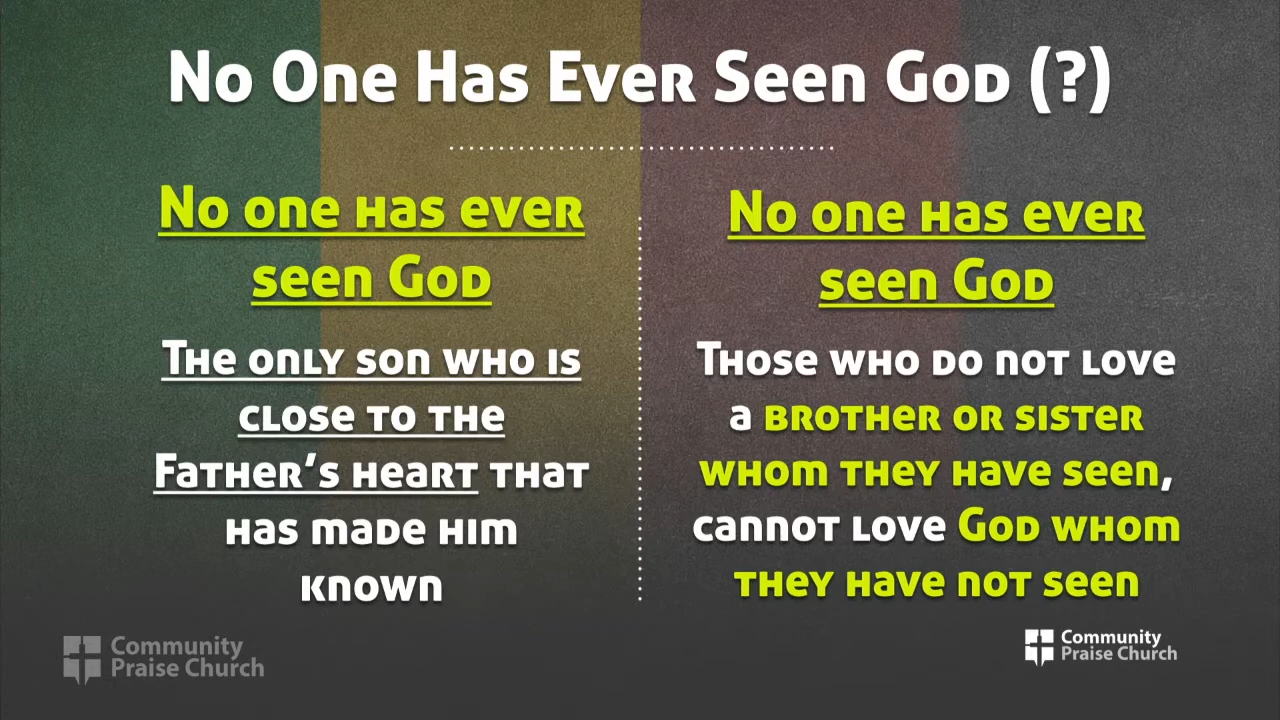 No One Has Ever Seen God (?)
No one has ever
seen God
The only son who is
close to the
Father's heart that
has made him
known
No one has ever
seen God
Those who do not love
a brother or sister
whom they have seen,
cannot love God whom
they have not seen
Community
Praise Church
Community
Praise Church